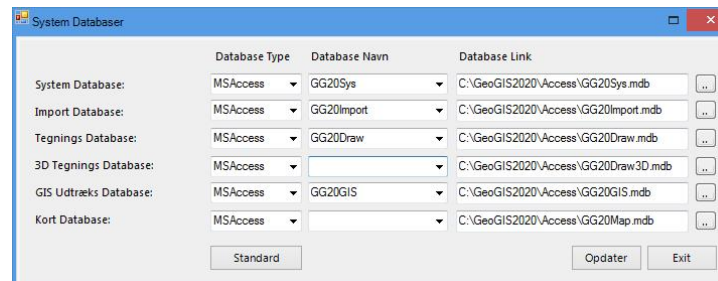 System Databaser
Database Type Database Navn Database Link
System Database: MSAccess GG20Sys C:\GeoGIS2020\Access\GG20Sys.mdb ..
Import Database: MSAccess GG20Import C:\GeoGIS2020\Access\GG20Import.mdb ..
Tegnings Database: MSAccess GG20Draw C:\GeoGIS2020\Access\GG20Draw.mdb ..
3D Tegnings Database: MSAccess C:\GeoGIS2020\Access\GG20Draw3D.mdb ..
GIS Udtræks Database: MSAccess GG20GIS C:\GeoGIS2020\Access\GG20GIS.mdb ..
Kort Database: MSAccess C:\GeoGIS2020\Access\GG20Map.mdb ..
Standard Opdater Exit